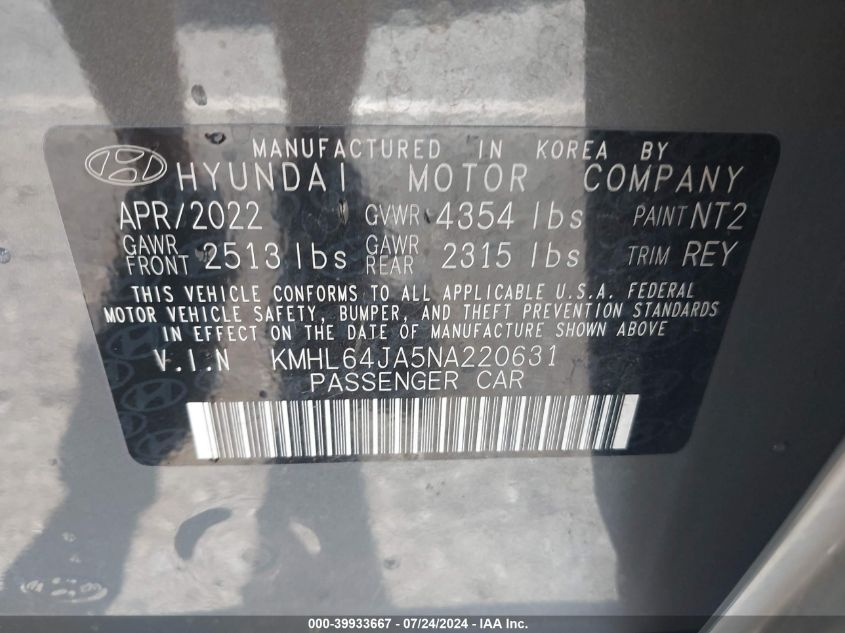 MANUFACTURED IN KOREA BY
HYUNDAI MOTOR COMPANY
APR/2022 GVWR 4354 lbs PAINT NT2
GAWR FRONT 2513 lbs GAWR REAR 2315 lbs TRIM REY
THIS VEHICLE CONFORMS TO ALL APPLICABLE U.S.A. FEDERAL
MOTOR VEHICLE SAFETY, BUMPER, AND THEFT PREVENTION STANDARDS
IN EFFECT ON THE DATE OF MANUFACTURE SHOWN ABOVE
V.I.N KMHL64JA5NA220631
PASSENGER CAR
000-39933667 - 07/24/2024 - IAA Inc.